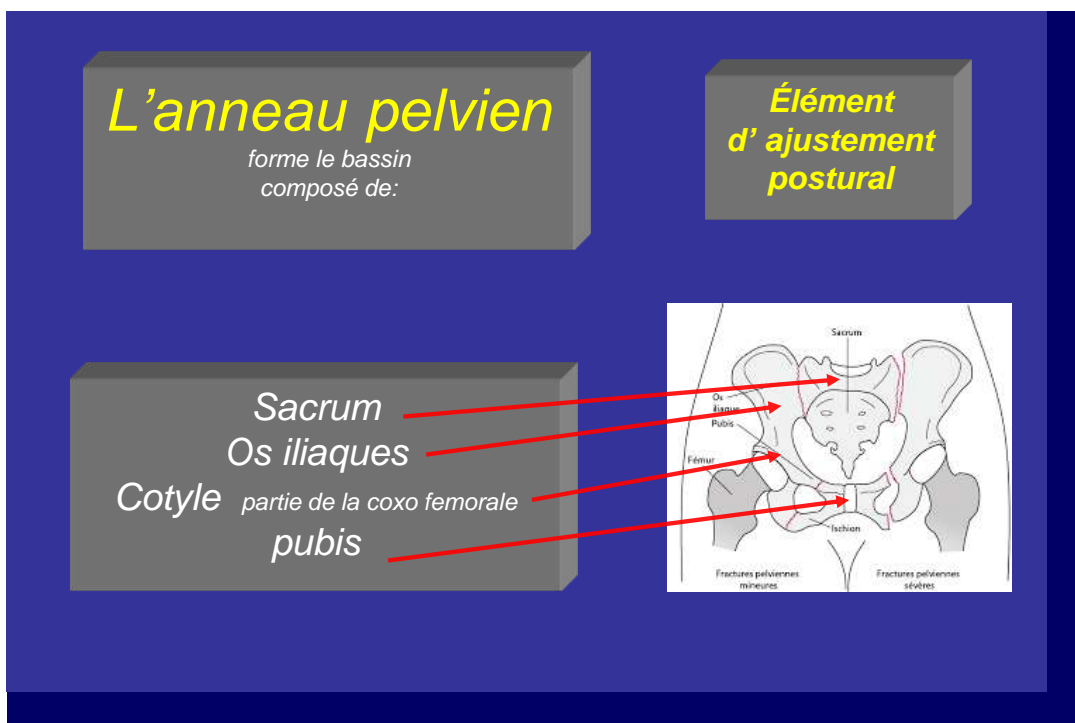 L’anneau pelvien
forme le bassin
composé de:
Élément
d’ ajustement
postural
Sacrum
Os iliaques
Cotyle partie de la coxo femorale
pubis
Sacrum
Os
iliaque
Pubis
Fémur
Ischion
Fractures pelviennes
mineures
Fractures pelviennes
sévères